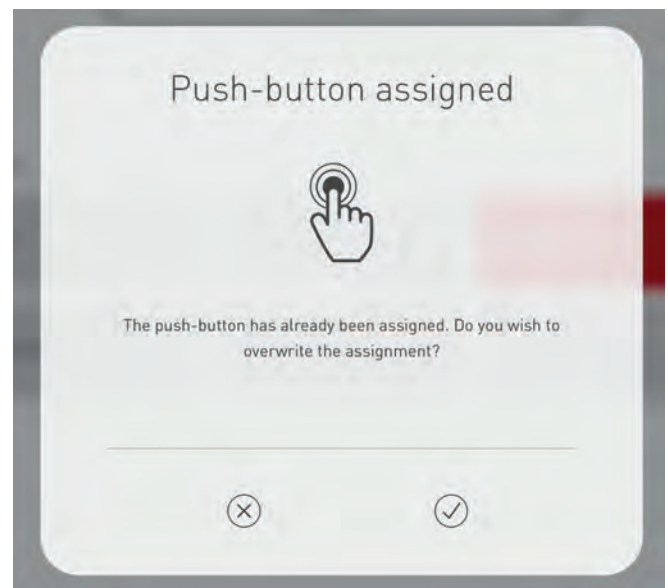 Push-button assigned
The push-button has already been assigned. Do you wish to
overwrite the assignment?